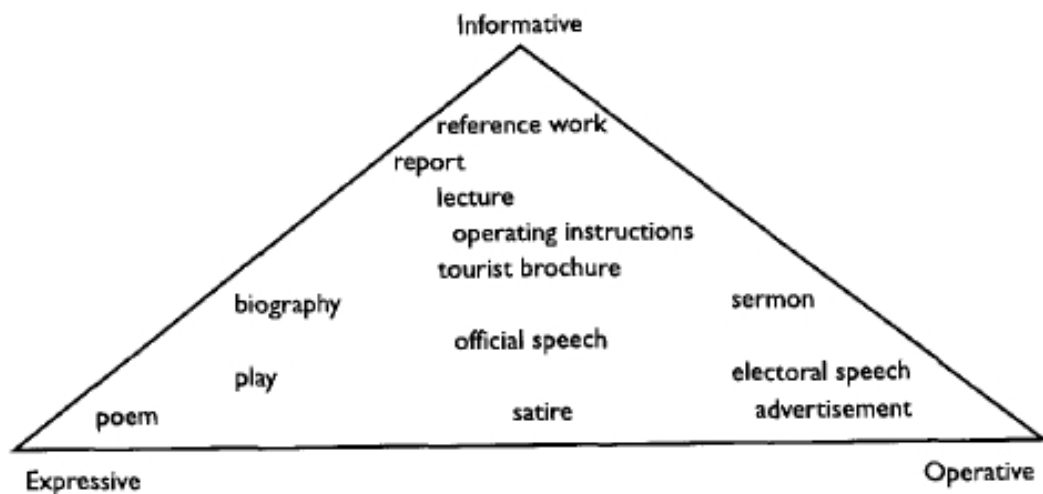 Informative
reference work
report
lecture
operating instructions
tourist brochure
biography
sermon
official speech
play
electoral speech
poem
satire
advertisement
Expressive
Operative